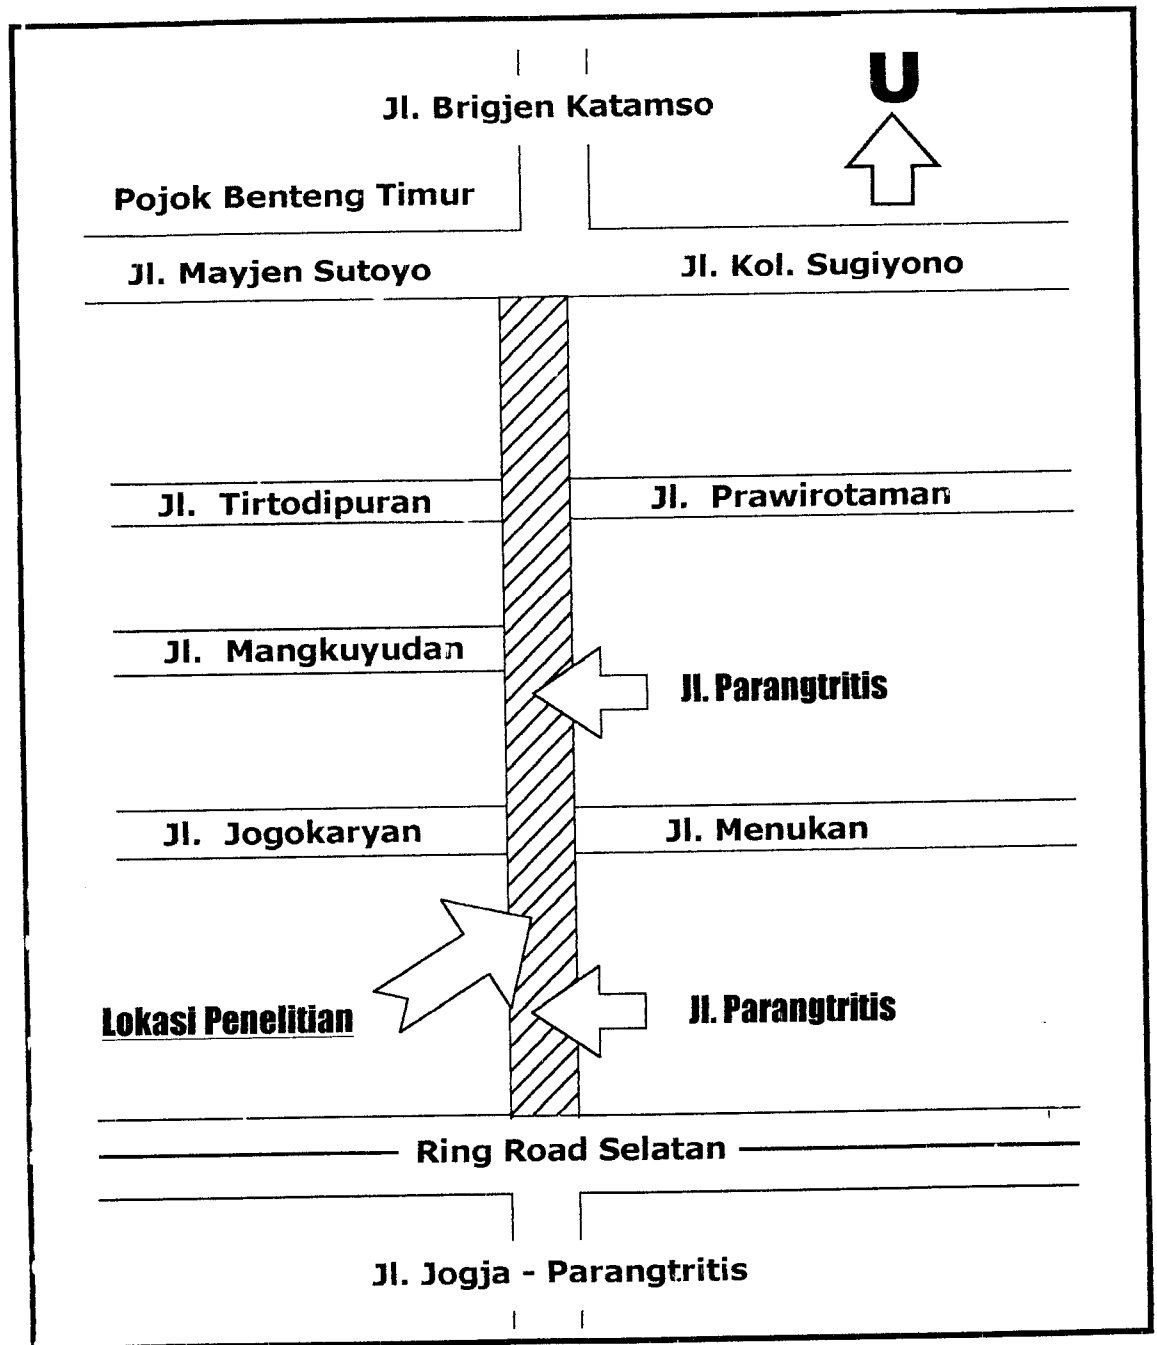 U
Jl. Brigjen Katamso
Pojok Benteng Timur
Jl. Mayjen Sutoyo
Jl. Kol. Sugiyono
Jl. Tirtodipuran
Jl. Prawirotaman
Jl. Mangkuyudan
Jl. Parangtritis
Jl. Jogokaryan
Jl. Menukan
Lokasi Penelitian
Jl. Parangtritis
Ring Road Selatan
Jl. Jogja - Parangtritis